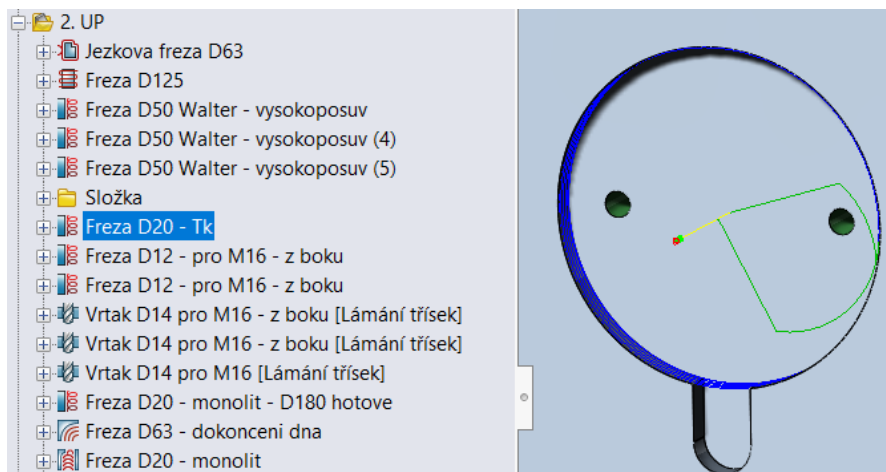 2. UP
Jezkova freza D63
Freza D125
Freza D50 Walter - vysokoposuv
Freza D50 Walter - vysokoposuv (4)
Freza D50 Walter - vysokoposuv (5)
Složka
Freza D20 - Tk
Freza D12 - pro M16 - z boku
Freza D12 - pro M16 - z boku
Vrtak D14 pro M16 - z boku [Lámání třísek]
Vrtak D14 pro M16 - z boku [Lámání třísek]
Vrtak D14 pro M16 [Lámání třísek]
Freza D20 - monolit - D180 hotove
Freza D63 - dokonceni dna
Freza D20 - monolit